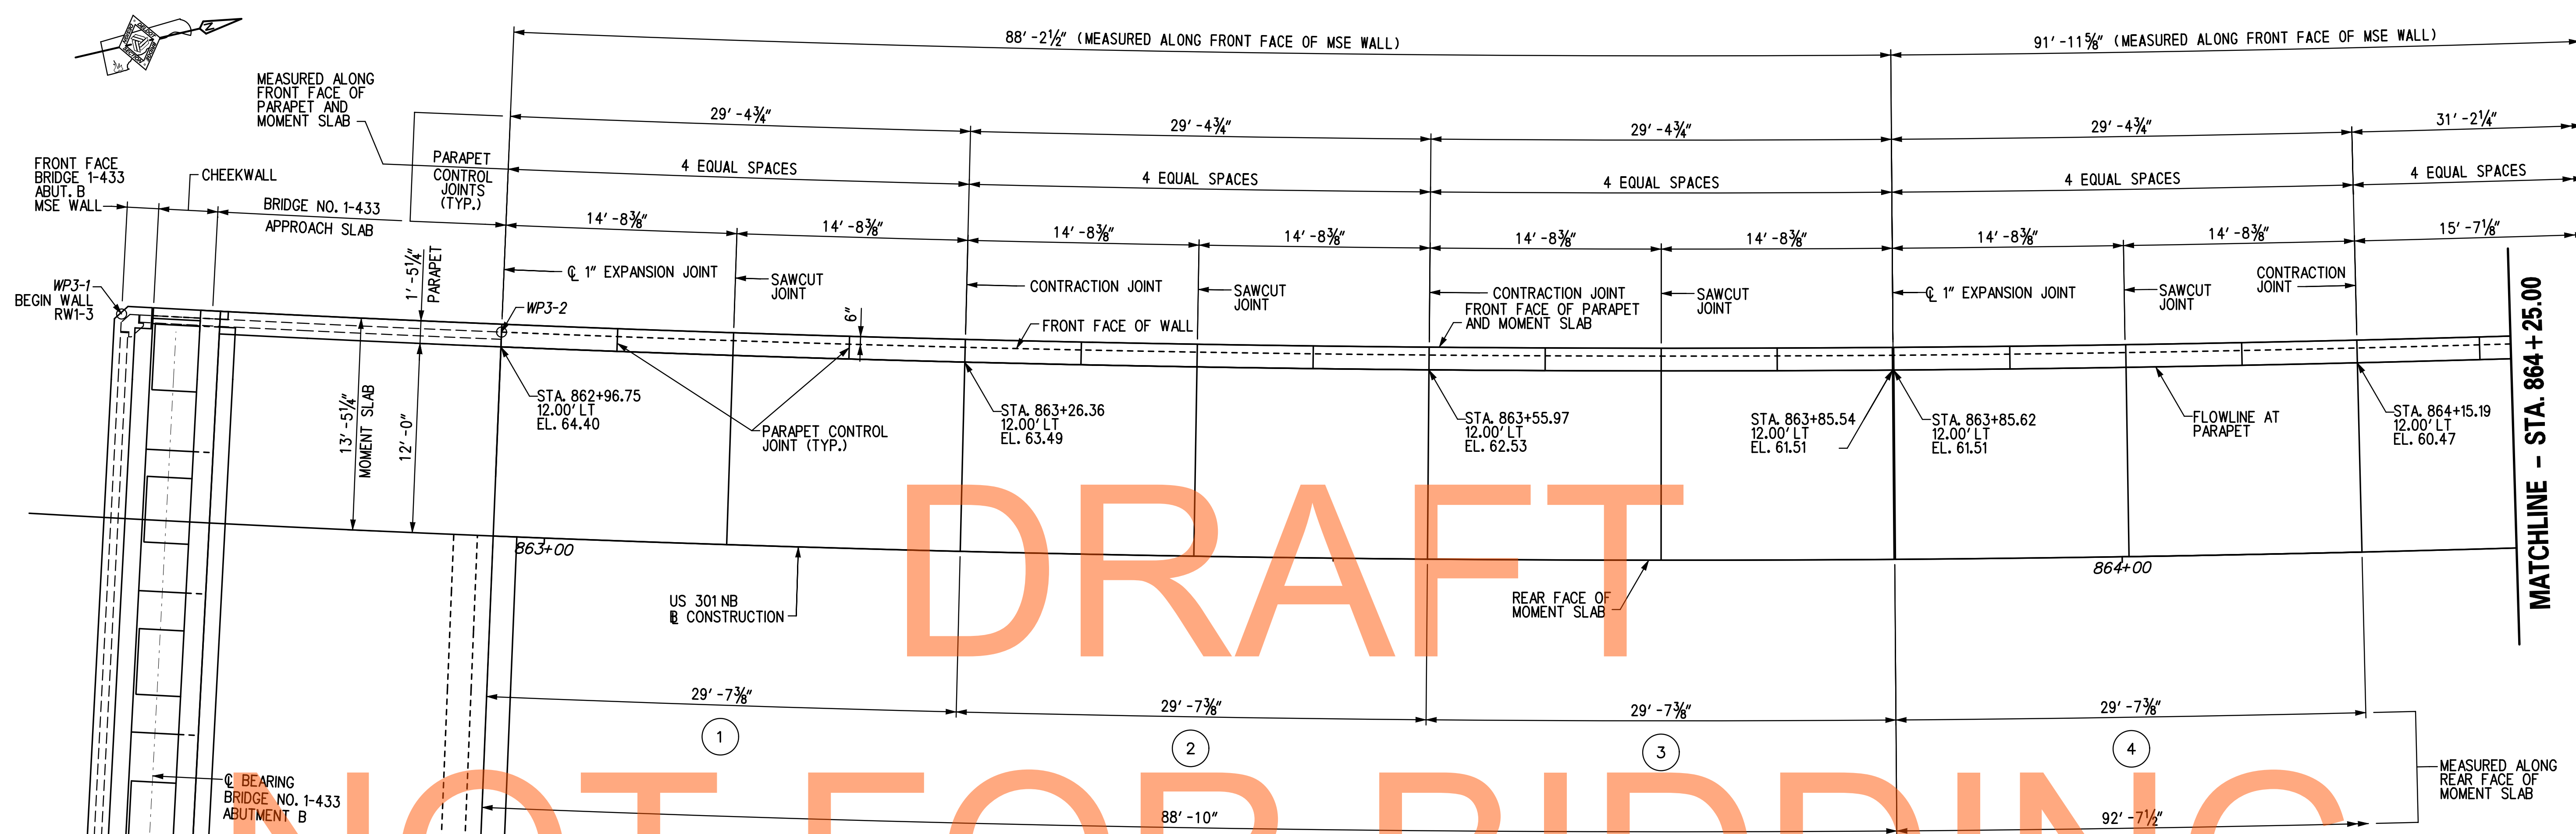 N
88'-2½" (MEASURED ALONG FRONT FACE OF MSE WALL)
91'-11⅝" (MEASURED ALONG FRONT FACE OF MSE WALL)
MEASURED ALONG
FRONT FACE OF
PARAPET AND
MOMENT SLAB
29'-4¾"
29'-4¾"
29'-4¾"
29'-4¾"
31'-2¼"
PARAPET
CONTROL
JOINTS
(TYP.)
4 EQUAL SPACES
4 EQUAL SPACES
4 EQUAL SPACES
4 EQUAL SPACES
4 EQUAL SPACES
FRONT FACE
BRIDGE 1-433
ABUT. B
MSE WALL
CHEEKWALL
BRIDGE NO. 1-433
APPROACH SLAB
14'-8⅜"
14'-8⅜"
14'-8⅜"
14'-8⅜"
14'-8⅜"
14'-8⅜"
14'-8⅜"
14'-8⅜"
15'-7⅛"
1'-5¼"
PARAPET
℄ 1" EXPANSION JOINT
SAWCUT
JOINT
CONTRACTION JOINT
SAWCUT
JOINT
CONTRACTION JOINT
FRONT FACE OF PARAPET
AND MOMENT SLAB
SAWCUT
JOINT
℄ 1" EXPANSION JOINT
SAWCUT
JOINT
CONTRACTION
JOINT
WP3-1
BEGIN WALL
RW1-3
WP3-2
6"
FRONT FACE OF WALL
MATCHLINE - STA. 864+25.00
13'-5¼"
MOMENT SLAB
12'-0"
STA. 862+96.75
12.00' LT
EL. 64.40
PARAPET CONTROL
JOINT (TYP.)
STA. 863+26.36
12.00' LT
EL. 63.49
STA. 863+55.97
12.00' LT
EL. 62.53
STA. 863+85.54
12.00' LT
EL. 61.51
STA. 863+85.62
12.00' LT
EL. 61.51
FLOWLINE AT
PARAPET
STA. 864+15.19
12.00' LT
EL. 60.47
863+00
864+00
US 301 NB
B CONSTRUCTION
REAR FACE OF
MOMENT SLAB
DRAFT
29'-7⅜"
29'-7⅜"
29'-7⅜"
29'-7⅜"
1
2
3
4
℄ BEARING
BRIDGE NO. 1-433
ABUTMENT B
MEASURED ALONG
REAR FACE OF
MOMENT SLAB
NOT FOR BIDDING
88'-10"
92'-7½"